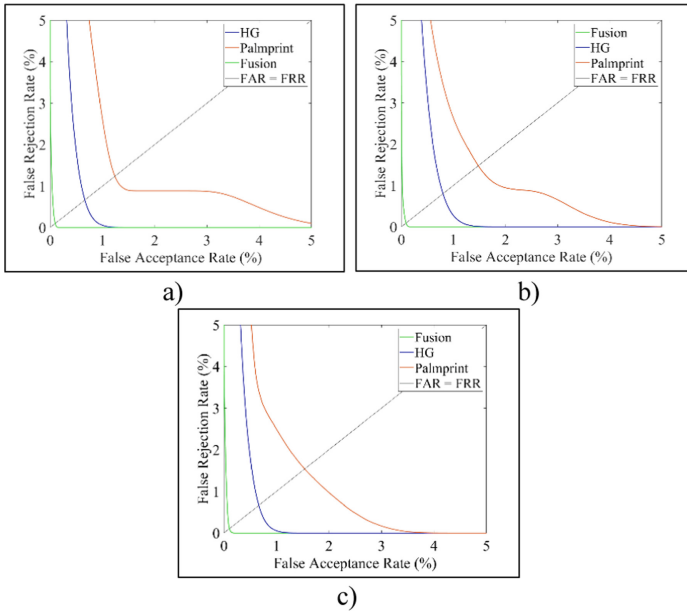 5
4
3
2
1
0
0 1 2 3 4 5
False Rejection Rate (%)
False Acceptance Rate (%)
HG
Palmprint
Fusion
FAR = FRR
a)
5
4
3
2
1
0
0 1 2 3 4 5
False Rejection Rate (%)
False Acceptance Rate (%)
Fusion
HG
Palmprint
FAR = FRR
b)
5
4
3
2
1
0
0 1 2 3 4 5
False Rejection Rate (%)
False Acceptance Rate (%)
Fusion
HG
Palmprint
FAR = FRR
c)